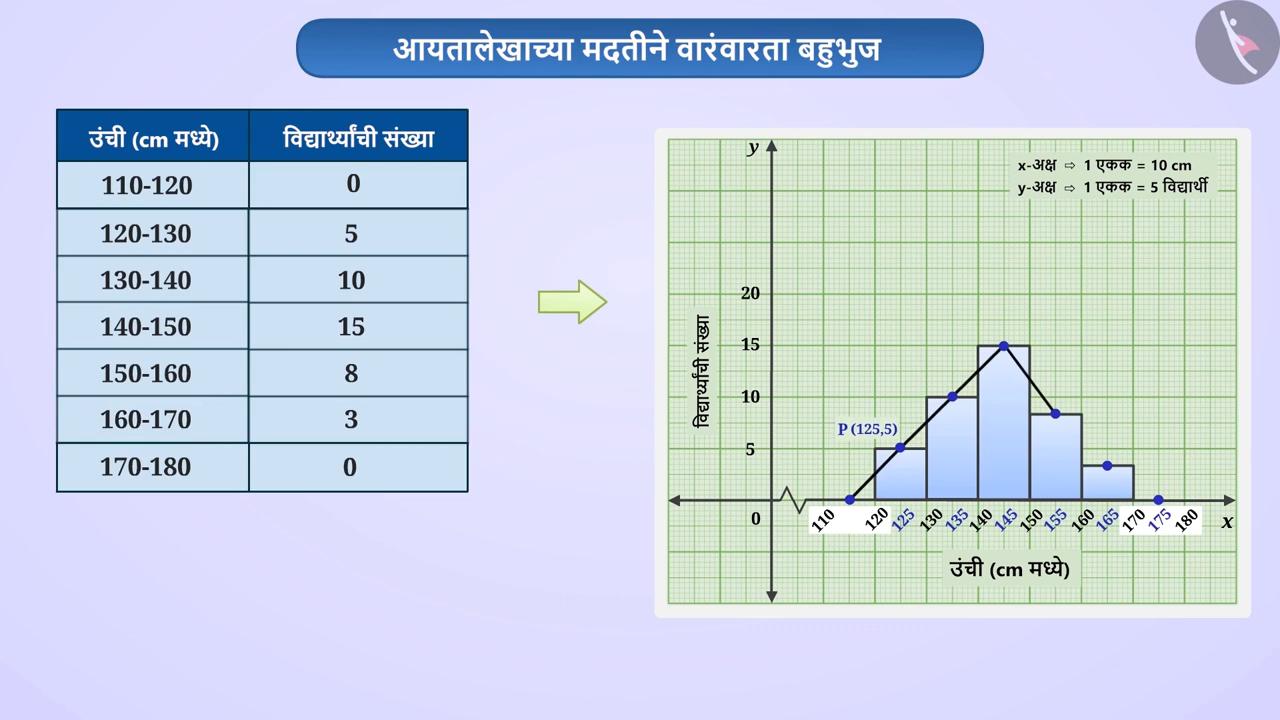 आयतालेखाच्या मदतीने वारंवारता बहुभुज
उंची (cm मध्ये) विद्यार्थ्यांची संख्या
110-120 0
120-130 5
130-140 10
140-150 15
150-160 8
160-170 3
170-180 0
y
x-अक्ष ⇨ 1 एकक = 10 cm
y-अक्ष ⇨ 1 एकक = 5 विद्यार्थी
विद्यार्थ्यांची संख्या
20
15
10
5
0
P (125,5)
110 120 125 130 135 140 145 150 155 160 165 170 175 180 x
उंची (cm मध्ये)